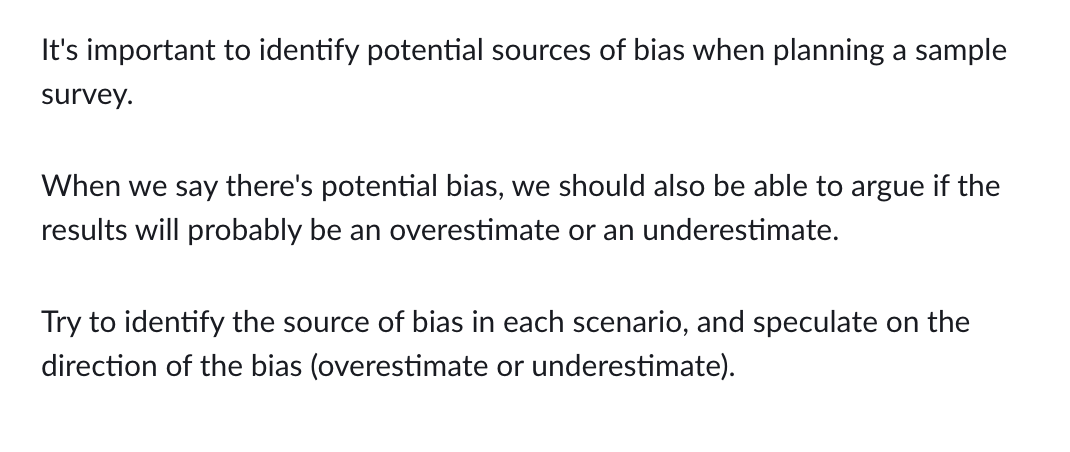 It's important to identify potential sources of bias when planning a sample
survey.
When we say there's potential bias, we should also be able to argue if the
results will probably be an overestimate or an underestimate.
Try to identify the source of bias in each scenario, and speculate on the
direction of the bias (overestimate or underestimate).